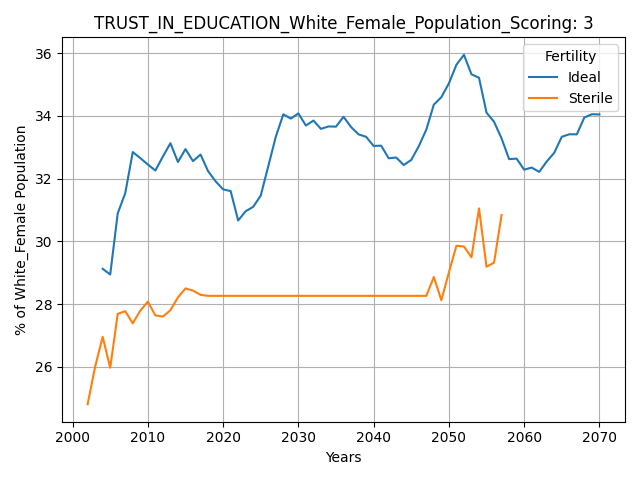 TRUST_IN_EDUCATION_White_Female_Population_Scoring: 3
Fertility
Ideal
Sterile
% of White_Female Population
36
34
32
30
28
26
2000 2010 2020 2030 2040 2050 2060 2070
Years